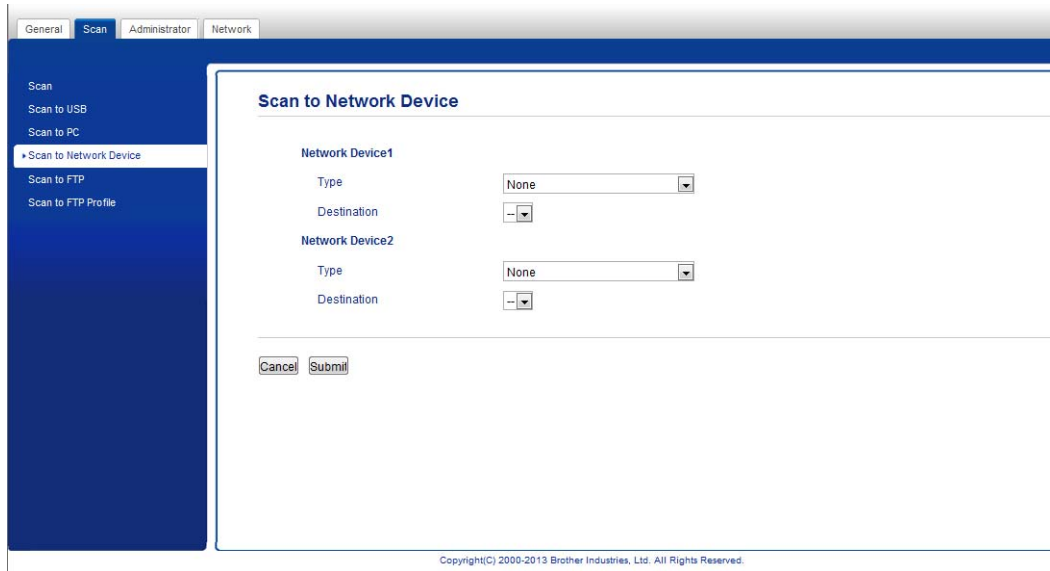 General Scan Administrator Network
Scan
Scan to USB
Scan to PC
Scan to Network Device
Scan to FTP
Scan to FTP Profile
Scan to Network Device
Network Device1
Type None
Destination --
Network Device2
Type None
Destination --
Cancel Submit
Copyright(C) 2000-2013 Brother Industries, Ltd. All Rights Reserved.